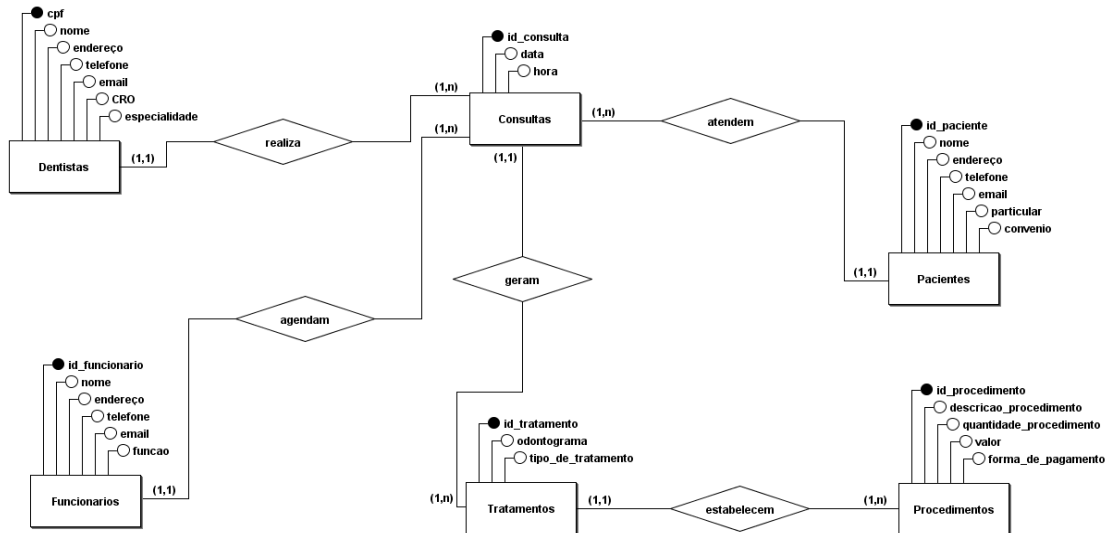 cpf
nome
endereço
telefone
email
CRO
especialidade
Dentistas
(1,1)
realiza
(1,n)
id_consulta
data
hora
Consultas
(1,n)
(1,n)
(1,1)
atendem
id_paciente
nome
endereço
telefone
email
particular
convenio
(1,1)
Pacientes
geram
agendam
id_funcionario
nome
endereço
telefone
email
funcao
Funcionarios
(1,1)
id_tratamento
odontograma
tipo_de_tratamento
(1,n)
Tratamentos
(1,1)
estabelecem
(1,n)
id_procedimento
descricao_procedimento
quantidade_procedimento
valor
forma_de_pagamento
Procedimentos